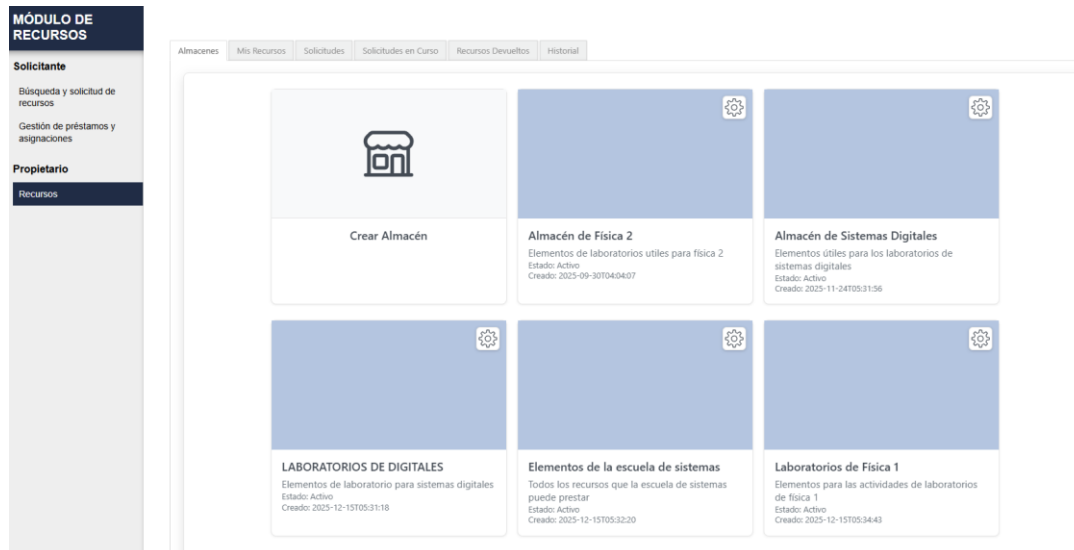 MÓDULO DE
RECURSOS
Solicitante
Búsqueda y solicitud de
recursos
Gestión de préstamos y
asignaciones
Propietario
Recursos
Almacenes
Mis Recursos
Solicitudes
Solicitudes en Curso
Recursos Devueltos
Historial
Crear Almacén
Almacén de Física 2
Elementos de laboratorios utiles para física 2
Estado: Activo
Creado: 2025-09-30T04:04:07
Almacén de Sistemas Digitales
Elementos útiles para los laboratorios de
sistemas digitales
Estado: Activo
Creado: 2025-11-24T05:31:56
LABORATORIOS DE DIGITALES
Elementos de laboratorio para sistemas digitales
Estado: Activo
Creado: 2025-12-15T05:31:18
Elementos de la escuela de sistemas
Todos los recursos que la escuela de sistemas
puede prestar
Estado: Activo
Creado: 2025-12-15T05:32:20
Laboratorios de Física 1
Elementos para las actividades de laboratorios
de física 1
Estado: Activo
Creado: 2025-12-15T05:34:43